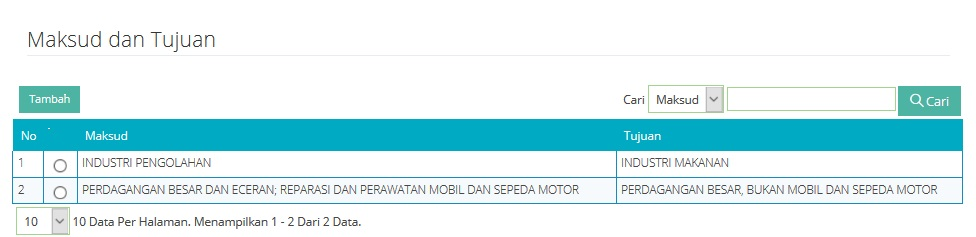 Maksud dan Tujuan
Tambah Cari Maksud Cari
No Maksud Tujuan
1 INDUSTRI PENGOLAHAN INDUSTRI MAKANAN
2 PERDAGANGAN BESAR DAN ECERAN; REPARASI DAN PERAWATAN MOBIL DAN SEPEDA MOTOR PERDAGANGAN BESAR, BUKAN MOBIL DAN SEPEDA MOTOR
10 10 Data Per Halaman. Menampilkan 1 - 2 Dari 2 Data.